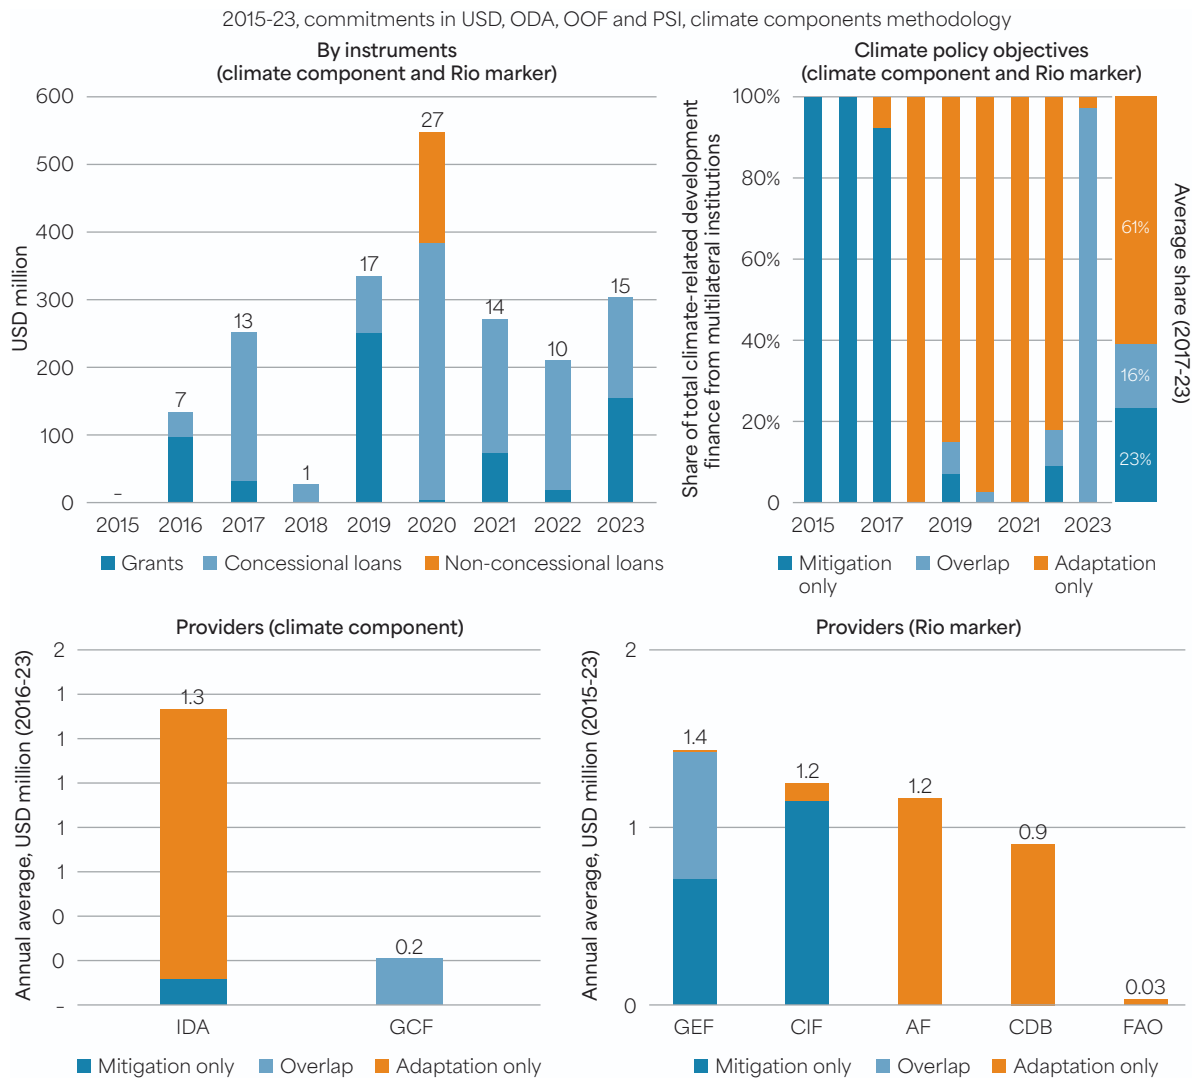 2015-23, commitments in USD, ODA, OOF and PSI, climate components methodology
By instruments
(climate component and Rio marker)
USD million
600
500
400
300
200
100
0
–
7
13
1
17
27
14
10
15
2015 2016 2017 2018 2019 2020 2021 2022 2023
Grants Concessional loans Non-concessional loans
Climate policy objectives
(climate component and Rio marker)
Share of total climate-related development
finance from multilateral institutions
100%
80%
60%
40%
20%
0
61%
16%
23%
Average share (2017-23)
2015 2017 2019 2021 2023
Mitigation only Overlap Adaptation only
Providers (climate component)
Annual average, USD million (2016-23)
2
1
1
1
1
1
0
0
–
1.3
0.2
IDA GCF
Mitigation only Overlap Adaptation only
Providers (Rio marker)
Annual average, USD million (2015-23)
2
1
0
1.4
1.2
1.2
0.9
0.03
GEF CIF AF CDB FAO
Mitigation only Overlap Adaptation only